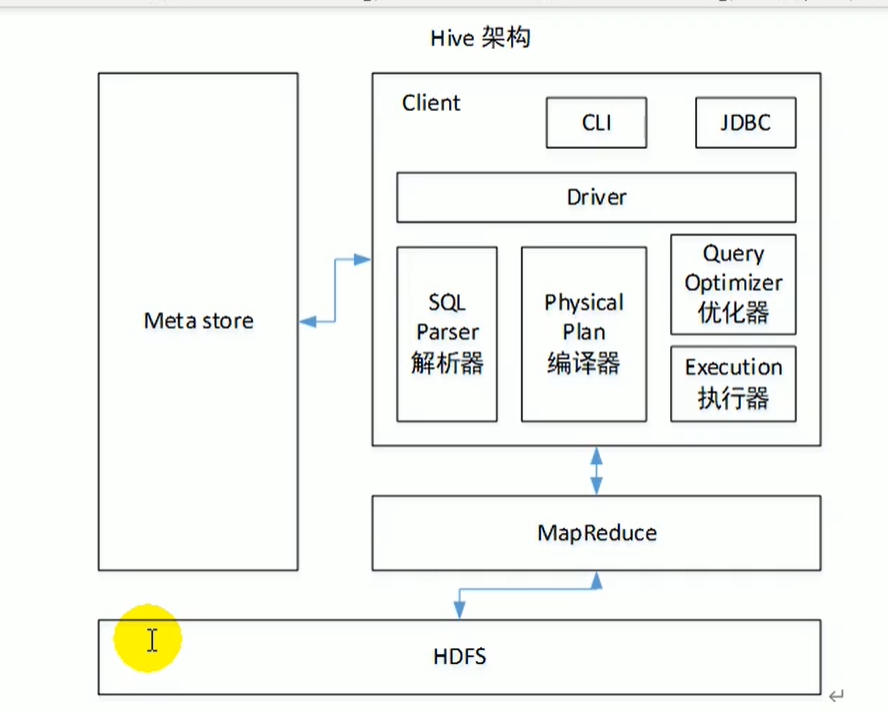 Hive 架构
Client
CLI
JDBC
Driver
Meta store
SQL
Parser
解析器
Physical
Plan
编译器
Query
Optimizer
优化器
Execution
执行器
MapReduce
HDFS